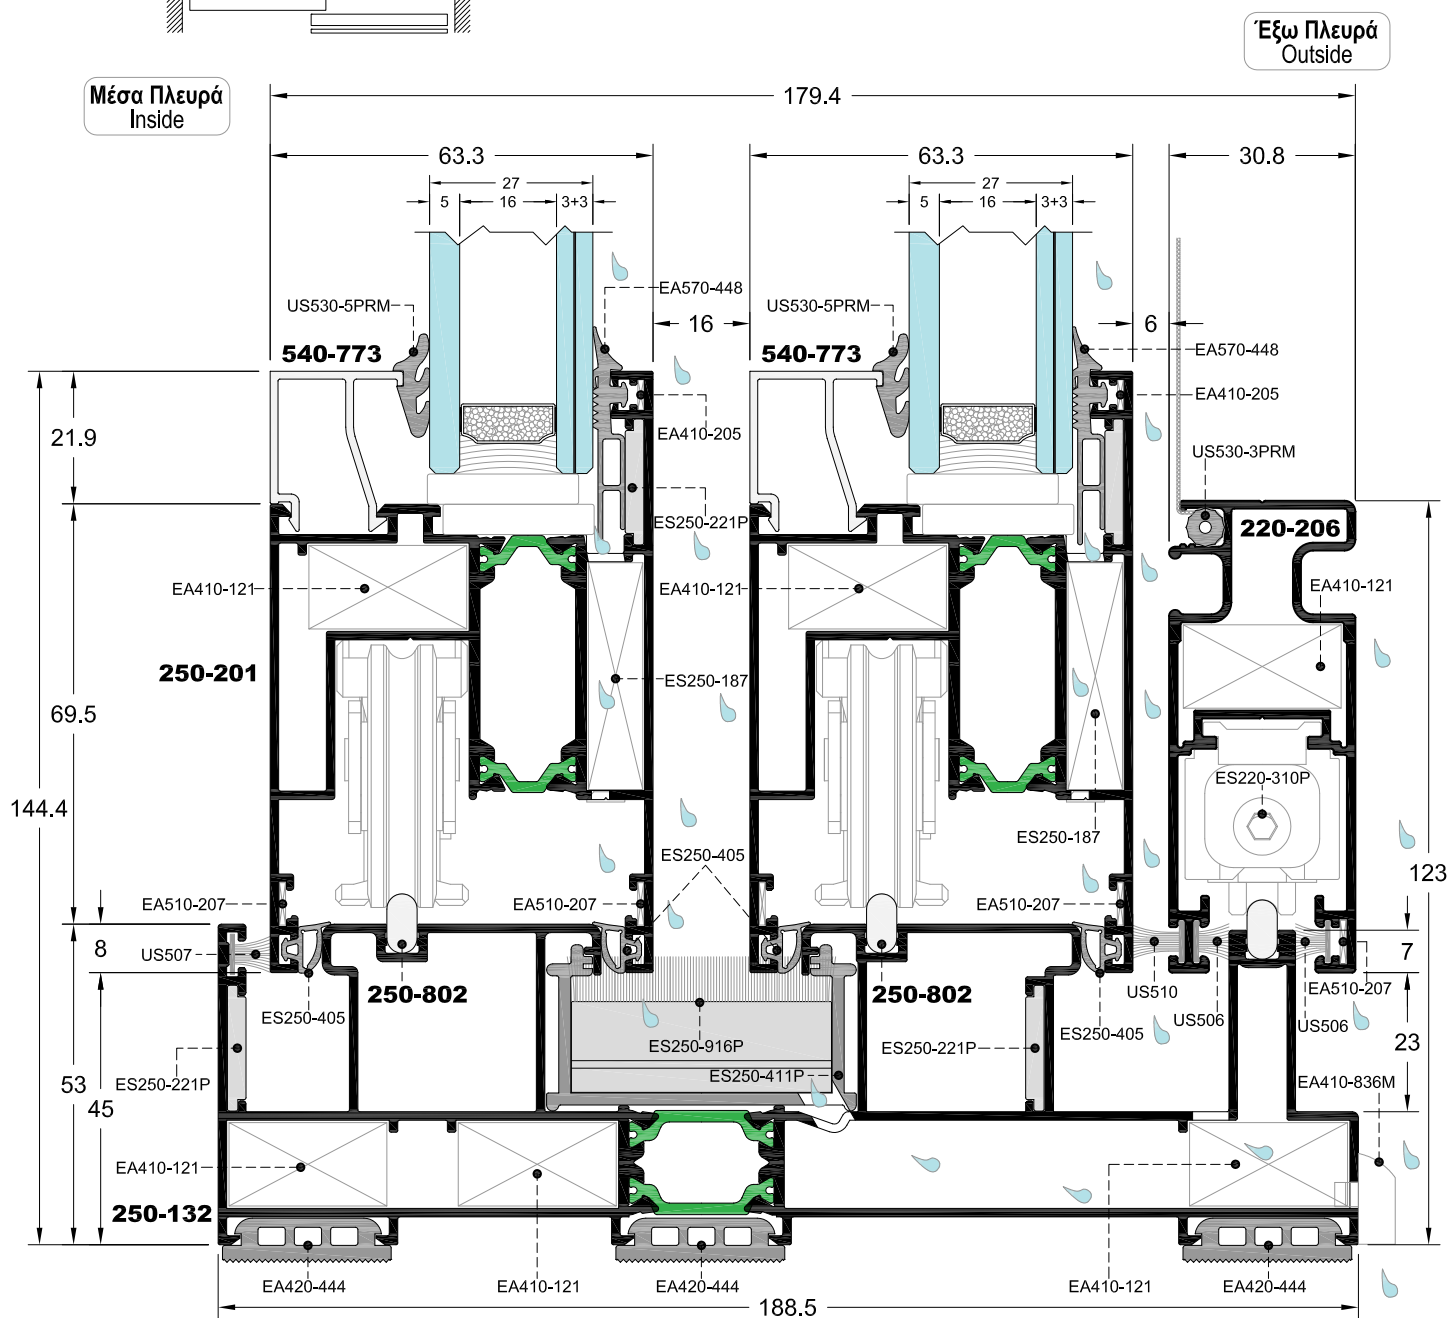 Έξω Πλευρά
Outside
Μέσα Πλευρά
Inside
179.4
63.3
63.3
30.8
27
27
5
16
3+3
5
16
3+3
US530-5PRM
EA570-448
US530-5PRM
16
6
540-773
540-773
EA570-448
EA410-205
21.9
EA410-205
US530-3PRM
ES250-221P
220-206
EA410-121
EA410-121
EA410-121
250-201
ES250-187
69.5
ES220-310P
144.4
ES250-187
ES250-405
123
EA510-207
EA510-207
EA510-207
8
US507
7
250-802
250-802
US510
EA510-207
ES250-405
ES250-405
US506
US506
ES250-916P
ES250-221P
23
ES250-411P
ES250-221P
EA410-836M
53
45
EA410-121
250-132
EA420-444
EA410-121
EA420-444
EA410-121
EA420-444
188.5